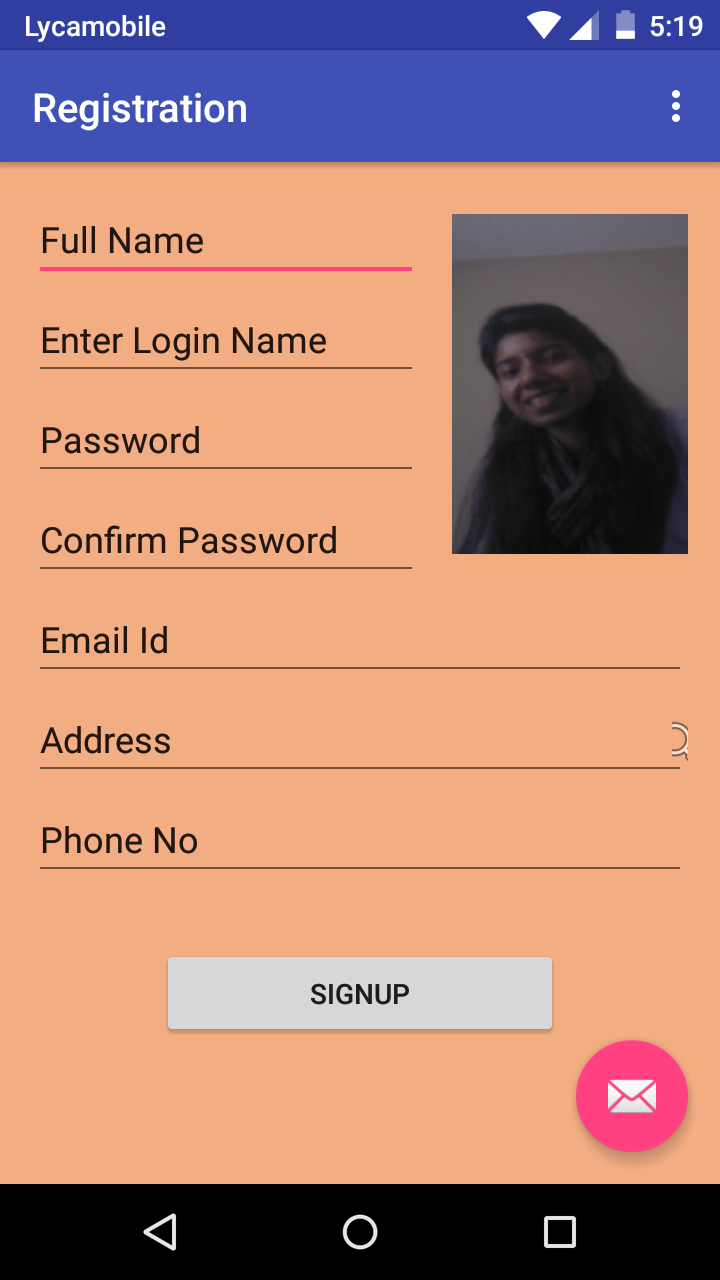 Lycamobile 5:19
Registration
Full Name
Enter Login Name
Password
Confirm Password
Email Id
Address
Phone No
SIGNUP